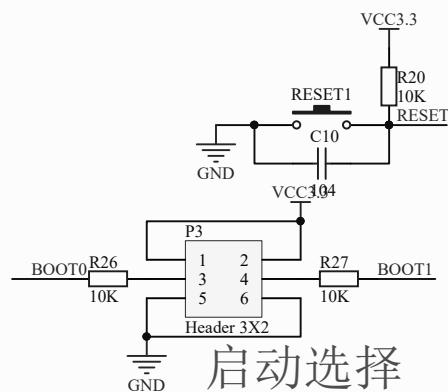 VCC3.3
R20
10K
RESET1
RESET
C10
104
GND
VCC3.3
P3
BOOT0
R26
10K
1 2
3 4
5 6
R27
10K
BOOT1
Header 3X2
GND
启动选择